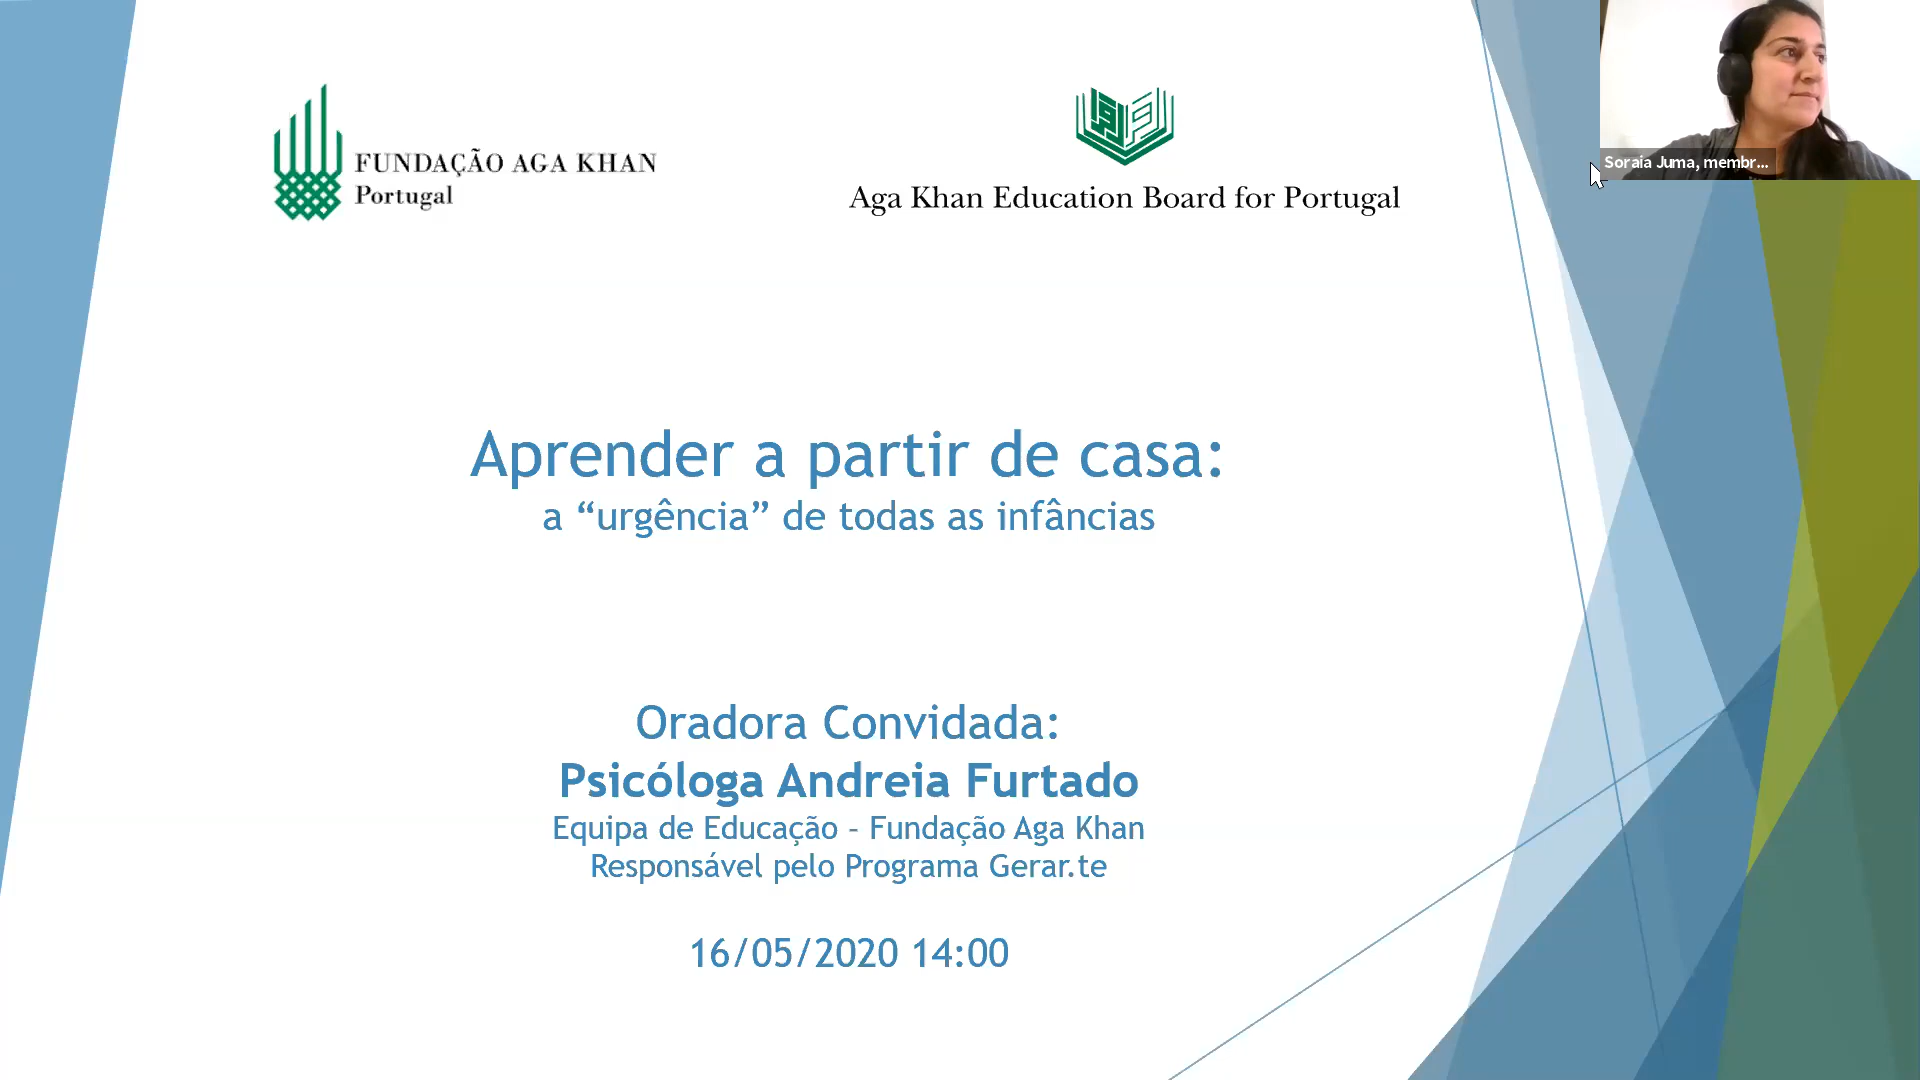 FUNDAÇÃO AGA KHAN
Portugal
Aga Khan Education Board for Portugal
Soraia Juma, membr...
Aprender a partir de casa:
a “urgência” de todas as infâncias
Oradora Convidada:
Psicóloga Andreia Furtado
Equipa de Educação – Fundação Aga Khan
Responsável pelo Programa Gerar.te
16/05/2020 14:00